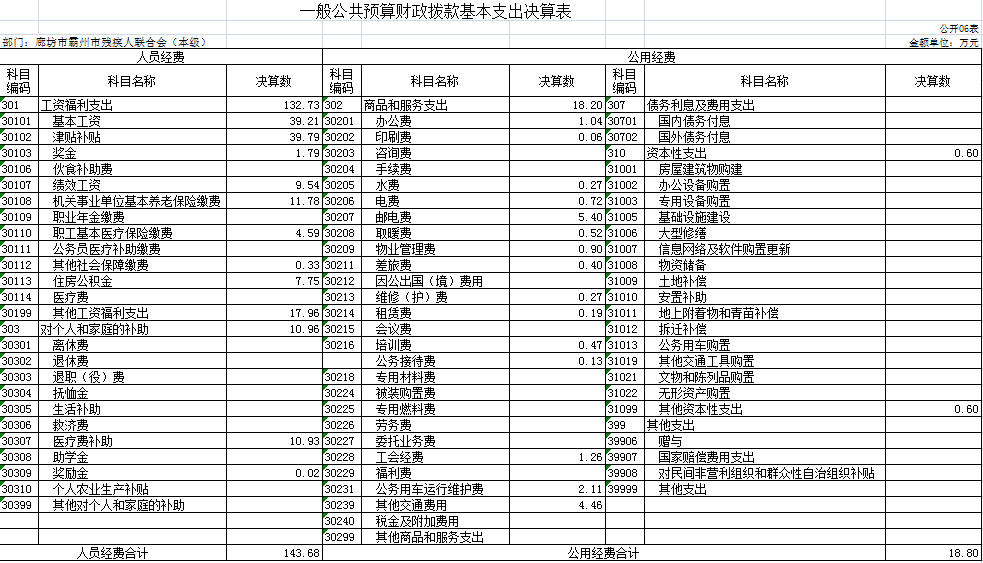 一般公共预算财政拨款基本支出决算表
公开06表
部门：廊坊市霸州市残疾人联合会（本级） 金额单位：万元
人员经费 公用经费
科目编码 科目名称 决算数 科目编码 科目名称 决算数 科目编码 科目名称 决算数
301 工资福利支出 132.73 302 商品和服务支出 18.20 307 债务利息及费用支出
30101 基本工资 39.21 30201 办公费 1.04 30701 国内债务付息
30102 津贴补贴 39.79 30202 印刷费 0.06 30702 国外债务付息
30103 奖金 1.79 30203 咨询费 310 资本性支出 0.60
30106 伙食补助费 30204 手续费 31001 房屋建筑物购建
30107 绩效工资 9.54 30205 水费 0.27 31002 办公设备购置
30108 机关事业单位基本养老保险缴费 11.78 30206 电费 0.72 31003 专用设备购置
30109 职业年金缴费 30207 邮电费 5.40 31005 基础设施建设
30110 职工基本医疗保险缴费 4.59 30208 取暖费 0.52 31006 大型修缮
30111 公务员医疗补助缴费 30209 物业管理费 0.90 31007 信息网络及软件购置更新
30112 其他社会保障缴费 0.33 30211 差旅费 0.40 31008 物资储备
30113 住房公积金 7.75 30212 因公出国（境）费用 31009 土地补偿
30114 医疗费 30213 维修（护）费 0.27 31010 安置补助
30199 其他工资福利支出 17.96 30214 租赁费 0.19 31011 地上附着物和青苗补偿
303 对个人和家庭的补助 10.96 30215 会议费 31012 拆迁补偿
30301 离休费 30216 培训费 0.47 31013 公务用车购置
30302 退休费 公务接待费 0.13 31019 其他交通工具购置
30303 退职（役）费 30218 专用材料费 31021 文物和陈列品购置
30304 抚恤金 30224 被装购置费 31022 无形资产购置
30305 生活补助 30225 专用燃料费 31099 其他资本性支出 0.60
30306 救济费 30226 劳务费 399 其他支出
30307 医疗费补助 10.93 30227 委托业务费 39906 赠与
30308 助学金 30228 工会经费 1.26 39907 国家赔偿费用支出
30309 奖励金 0.02 30229 福利费 39908 对民间非营利组织和群众性自治组织补贴
30310 个人农业生产补贴 30231 公务用车运行维护费 2.11 39999 其他支出
30399 其他对个人和家庭的补助 30239 其他交通费用 4.46
30240 税金及附加费用
30299 其他商品和服务支出
人员经费合计 143.68 公用经费合计 18.80